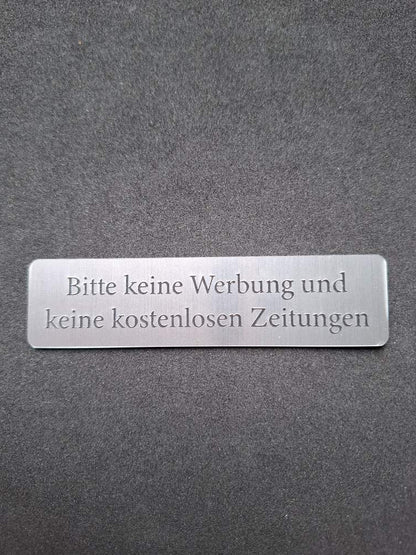 Bitte keine Werbung und
keine kostenlosen Zeitungen